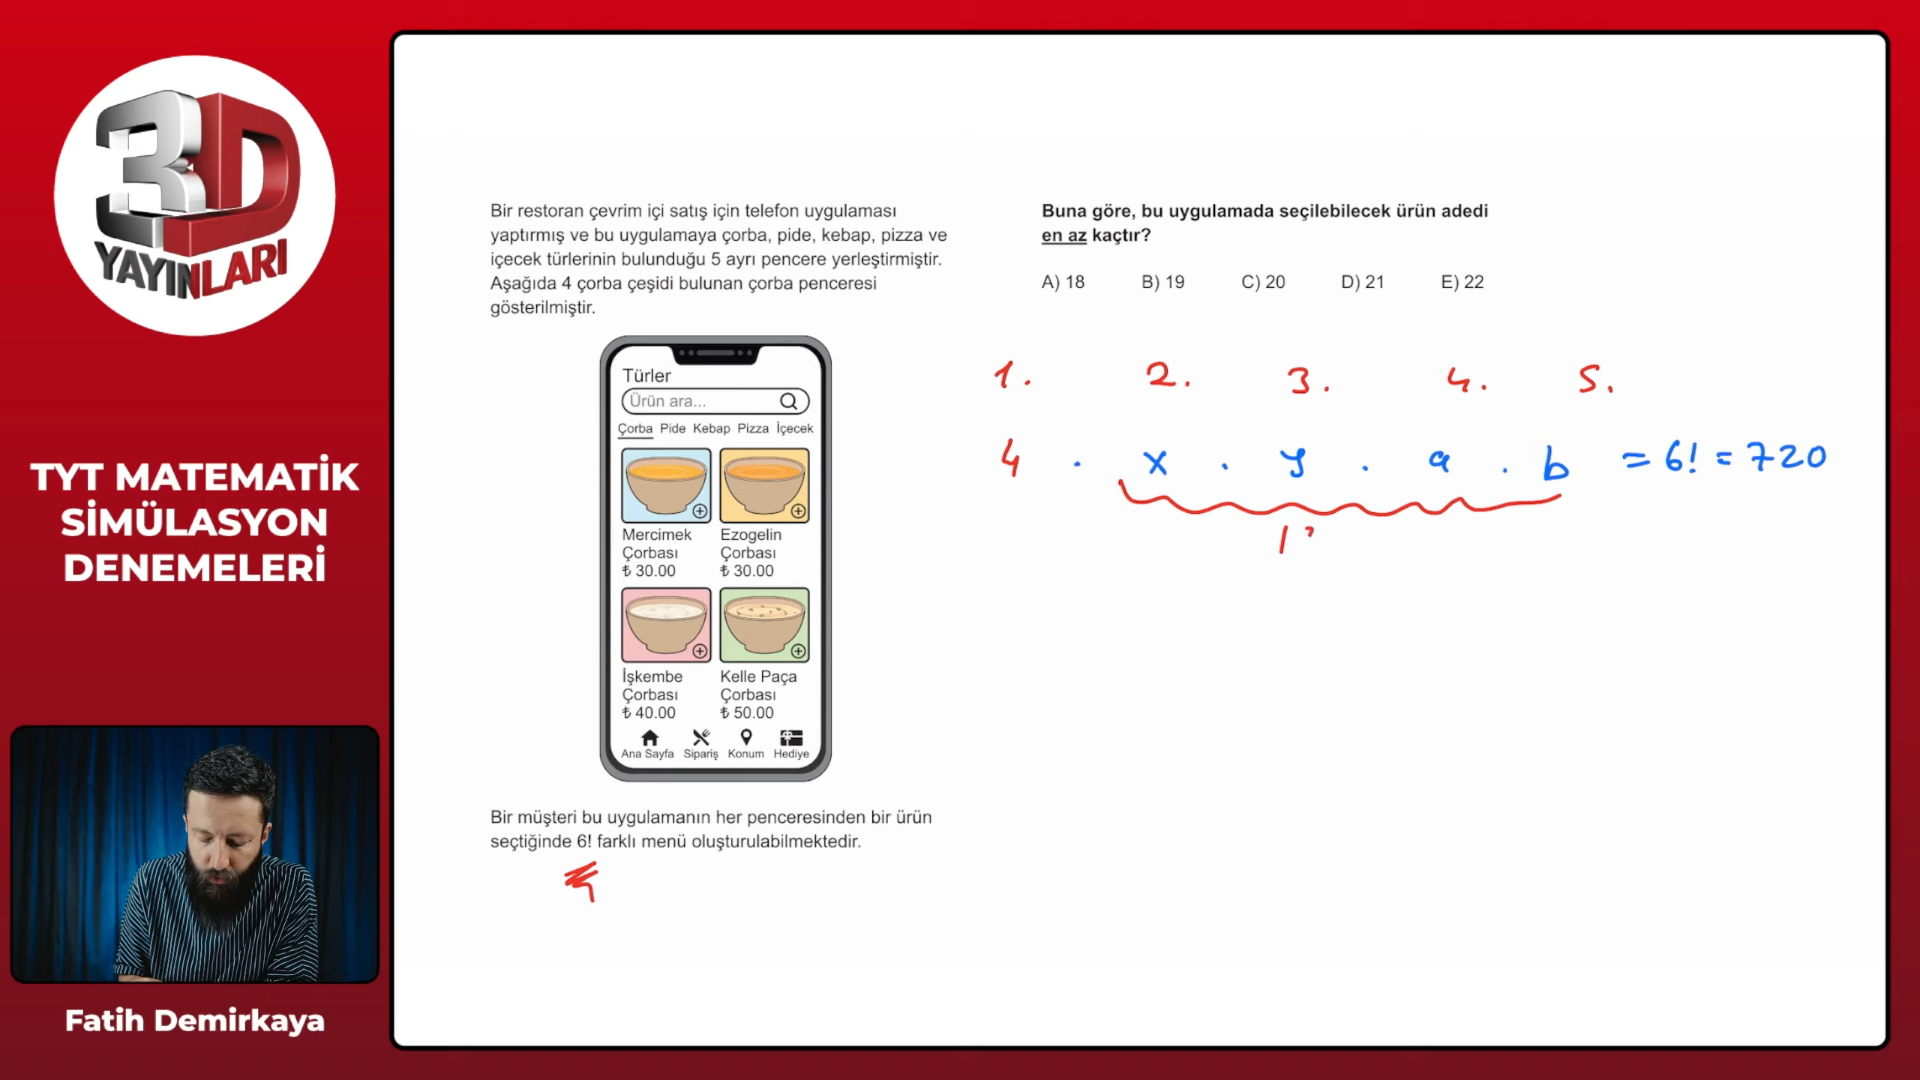 3D
YAYINLARI
TYT MATEMATİK
SİMÜLASYON
DENEMELERİ
Fatih Demirkaya
Bir restoran çevrim içi satış için telefon uygulaması
yaptırmış ve bu uygulamaya çorba, pide, kebap, pizza ve
içecek türlerinin bulunduğu 5 ayrı pencere yerleştirmiştir.
Aşağıda 4 çorba çeşidi bulunan çorba penceresi
gösterilmiştir.
Türler
Ürün ara...
Çorba Pide Kebap Pizza İçecek
Mercimek
Çorbası
₺ 30.00
Ezogelin
Çorbası
₺ 30.00
İşkembe
Çorbası
₺ 40.00
Kelle Paça
Çorbası
₺ 50.00
Ana Sayfa Sipariş Konum Hediye
Bir müşteri bu uygulamanın her penceresinden bir ürün
seçtiğinde 6! farklı menü oluşturulabilmektedir.
Buna göre, bu uygulamada seçilebilecek ürün adedi
en az kaçtır?
A) 18 B) 19 C) 20 D) 21 E) 22
1. 2. 3. 4. 5.
4 . x . y . a . b = 6! = 720